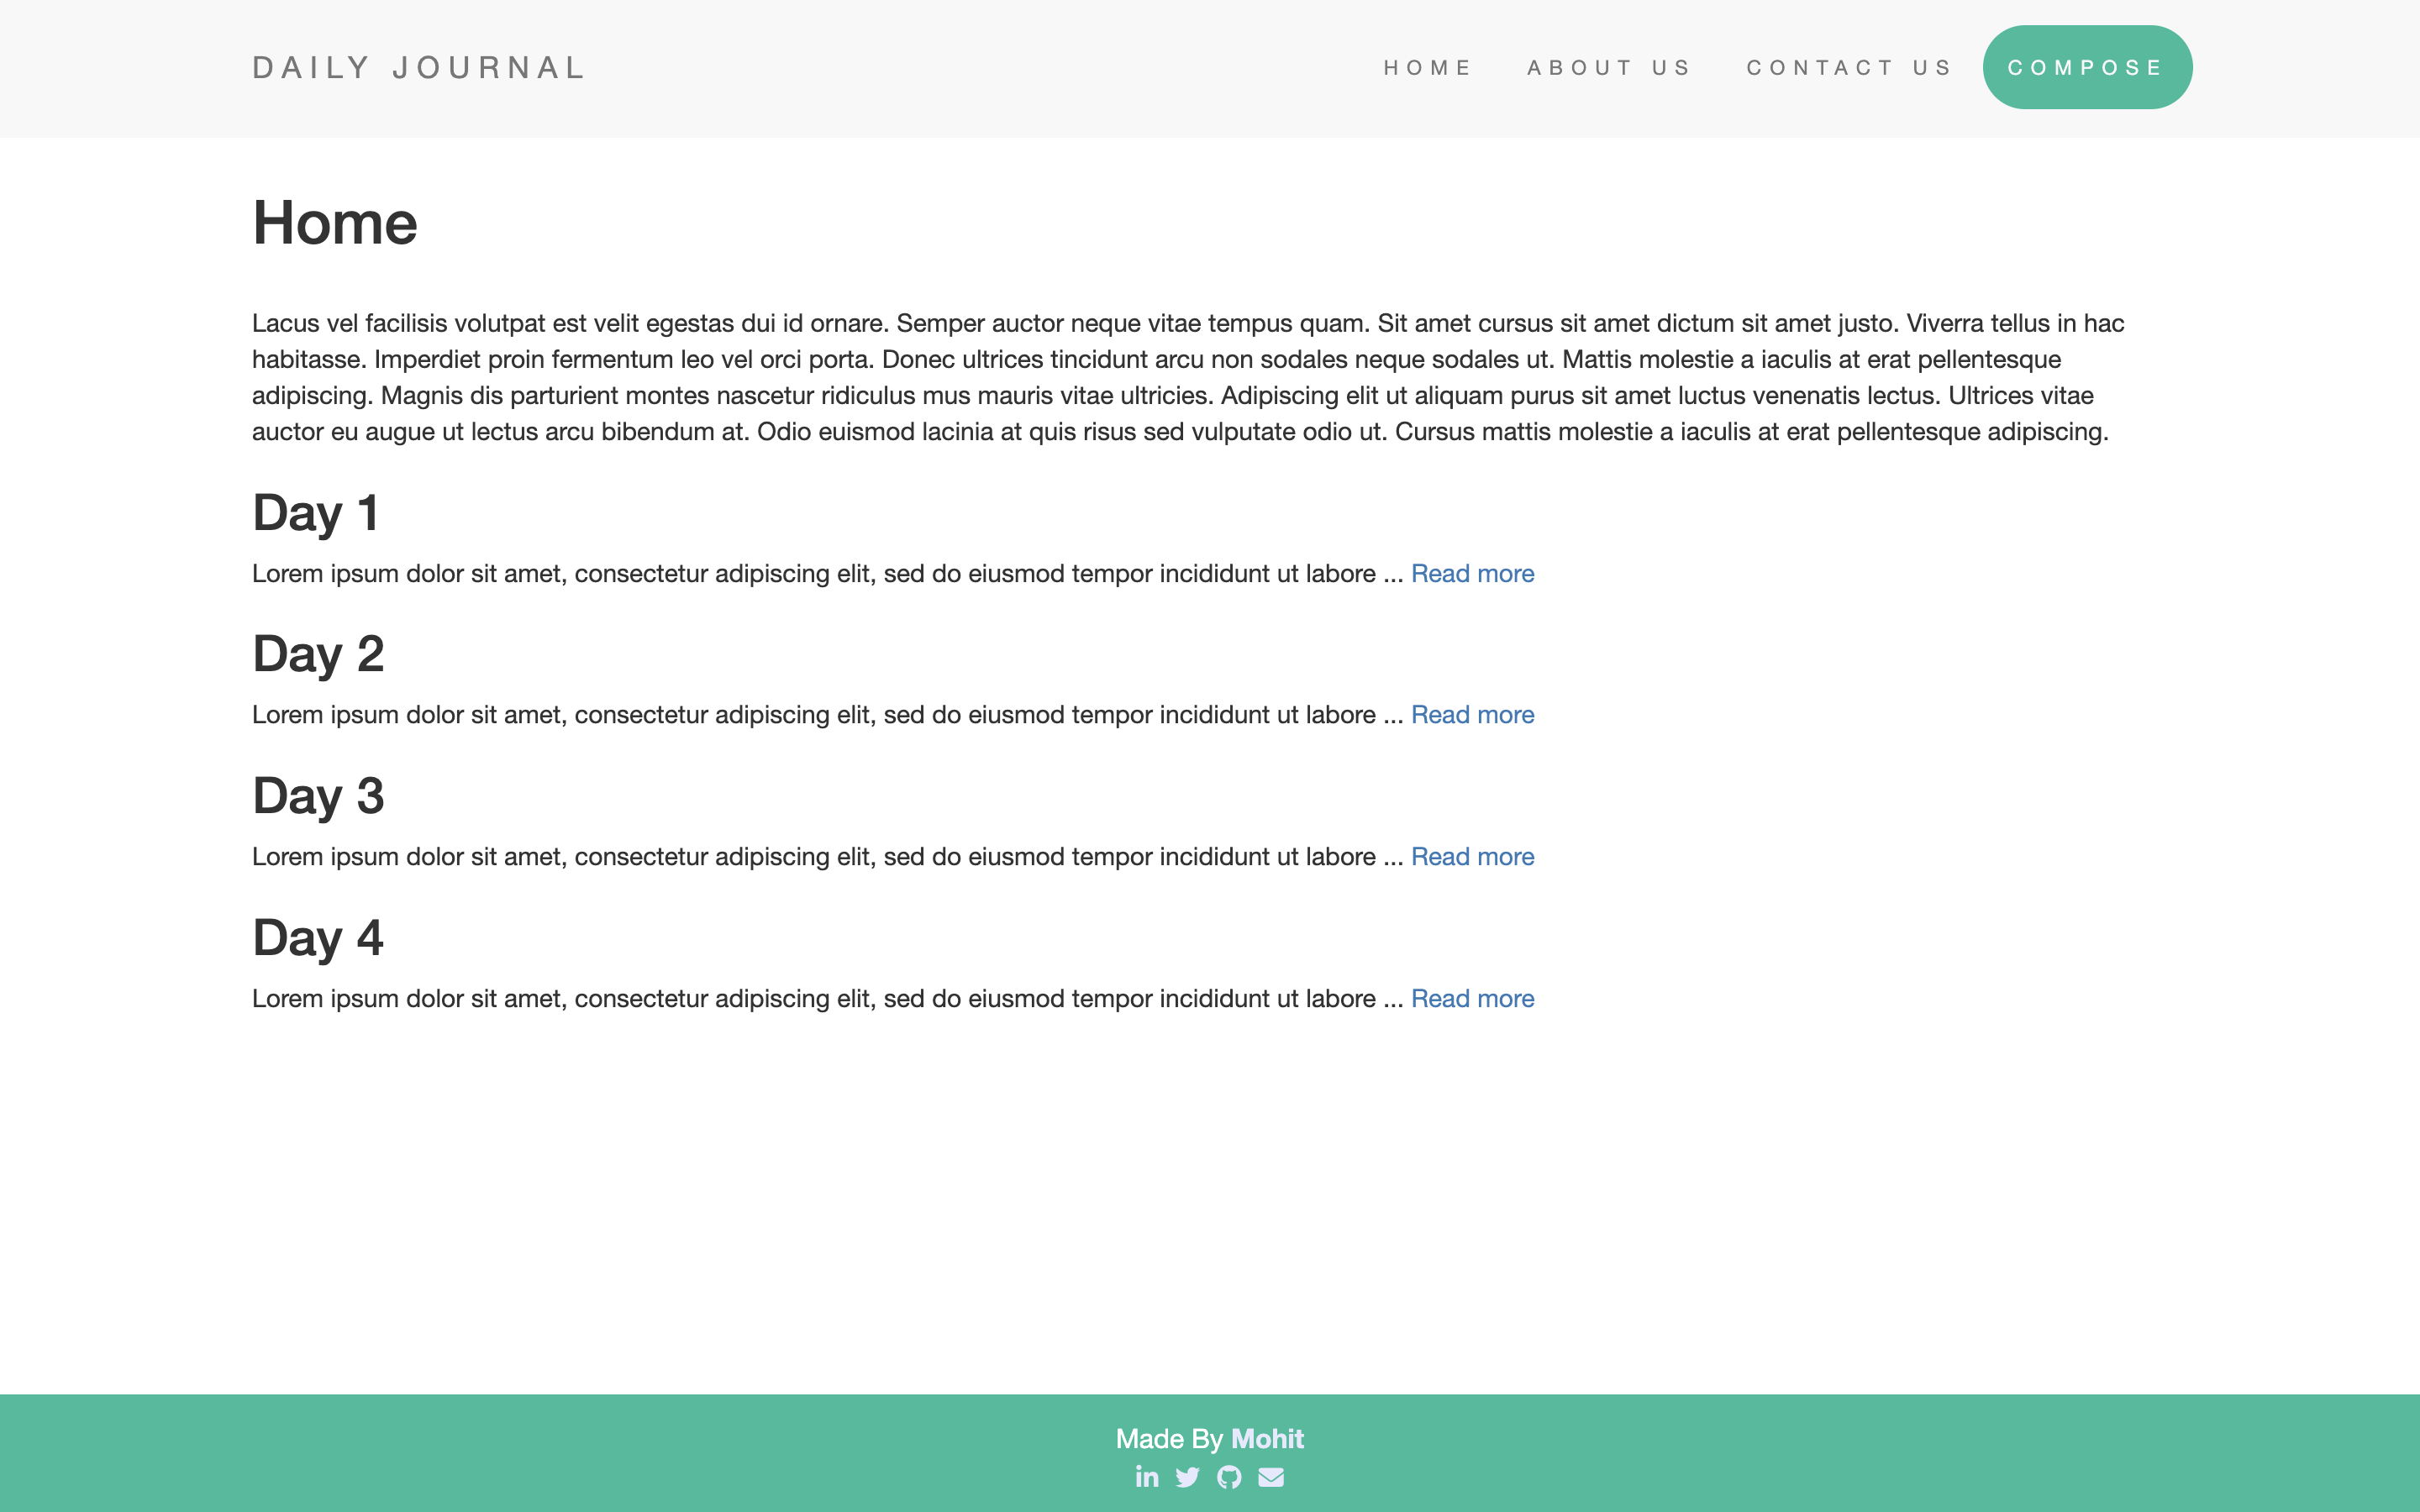 DAILY JOURNAL
HOME ABOUT US CONTACT US COMPOSE
Home
Lacus vel facilisis volutpat est velit egestas dui id ornare. Semper auctor neque vitae tempus quam. Sit amet cursus sit amet dictum sit amet justo. Viverra tellus in hac
habitasse. Imperdiet proin fermentum leo vel orci porta. Donec ultrices tincidunt arcu non sodales neque sodales ut. Mattis molestie a iaculis at erat pellentesque
adipiscing. Magnis dis parturient montes nascetur ridiculus mus mauris vitae ultricies. Adipiscing elit ut aliquam purus sit amet luctus venenatis lectus. Ultrices vitae
auctor eu augue ut lectus arcu bibendum at. Odio euismod lacinia at quis risus sed vulputate odio ut. Cursus mattis molestie a iaculis at erat pellentesque adipiscing.
Day 1
Lorem ipsum dolor sit amet, consectetur adipiscing elit, sed do eiusmod tempor incididunt ut labore ... Read more
Day 2
Lorem ipsum dolor sit amet, consectetur adipiscing elit, sed do eiusmod tempor incididunt ut labore ... Read more
Day 3
Lorem ipsum dolor sit amet, consectetur adipiscing elit, sed do eiusmod tempor incididunt ut labore ... Read more
Day 4
Lorem ipsum dolor sit amet, consectetur adipiscing elit, sed do eiusmod tempor incididunt ut labore ... Read more
Made By Mohit